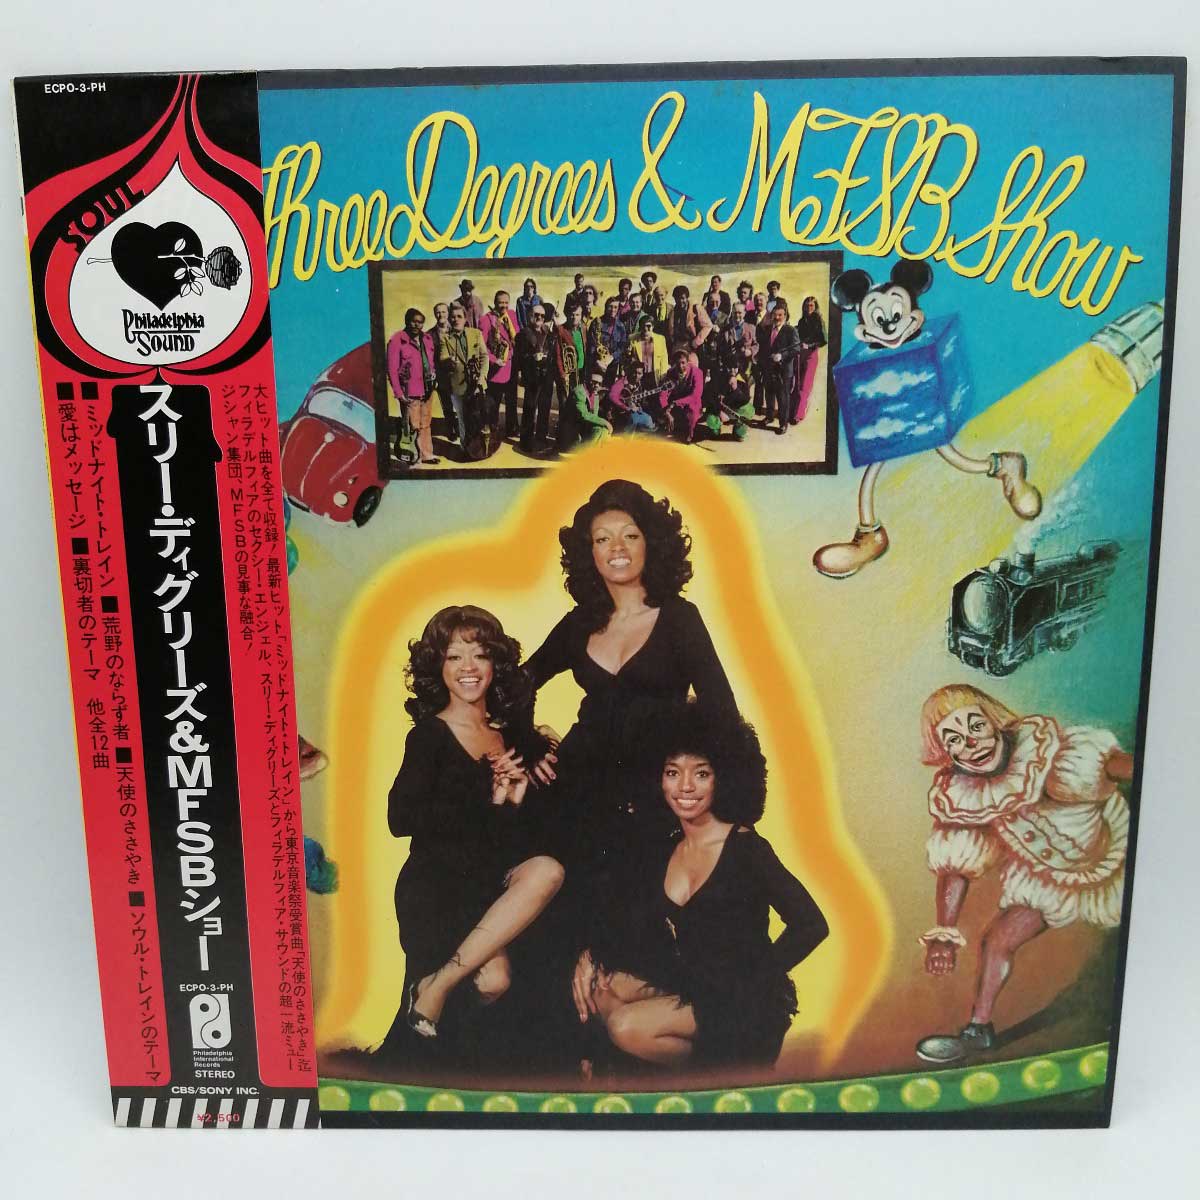 ECPO-3-PH
SOUL
Philadelphia
SOUND
スリー・ディグリーズ&MFSBショー
大ヒット曲を全て収録!最新ヒット「ミッドナイト・トレイン」から東京音楽祭受賞曲「天使のささやき」迄
フィラデルフィアのセクシー・エンジェル、スリー・ディグリーズとフィラデルフィア・サウンドの超一流ミュー
ジシャン集団、MFSBの見事な融合!
■ミッドナイト・トレイン■荒野のならず者■天使のささやき■ソウル・トレインのテーマ
■愛はメッセージ■裏切者のテーマ 他全12曲
ECPO-3-PH
Philadelphia
International
Records
STEREO
CBS/SONY INC.
¥2,500
Three Degrees & MFSB Show